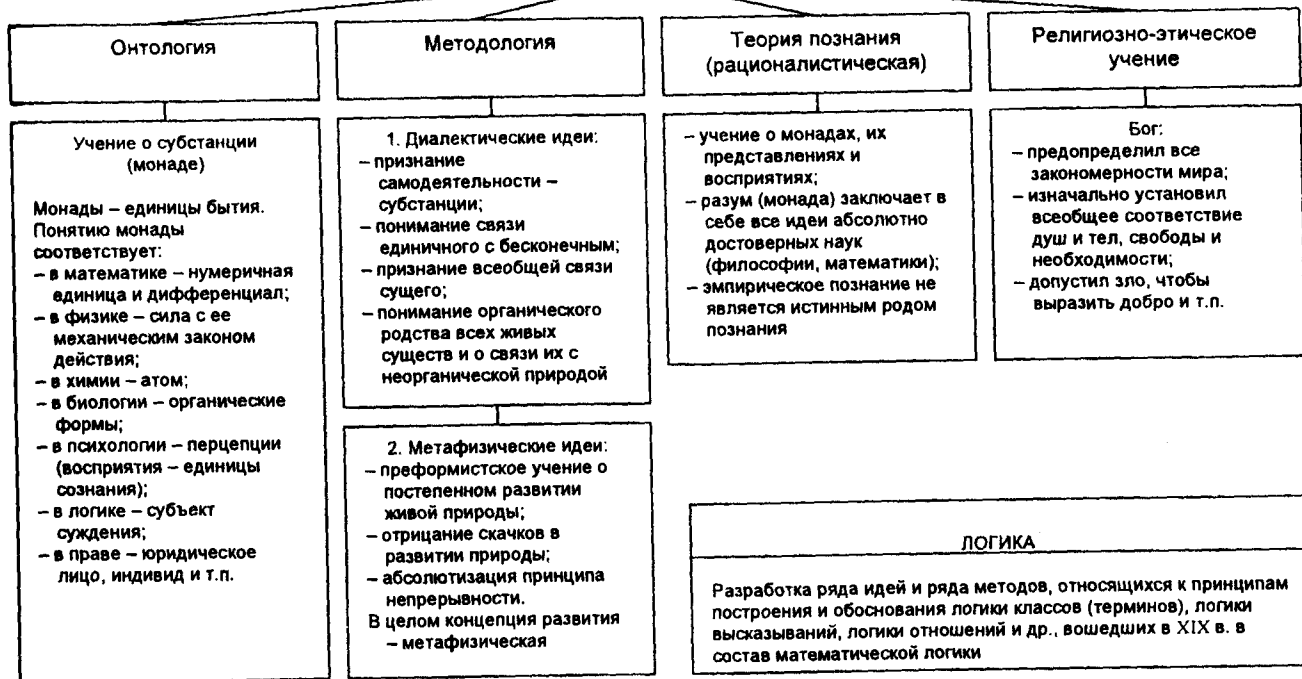 Онтология
Методология
Теория познания
(рационалистическая)
Религиозно-этическое
учение
Учение о субстанции
(монаде)
Монады – единицы бытия.
Понятию монады
соответствует:
– в математике – нумеричная
единица и дифференциал;
– в физике – сила с ее
механическим законом
действия;
– в химии – атом;
– в биологии – органические
формы;
– в психологии – перцепции
(восприятия – единицы
сознания);
– в логике – субъект
суждения;
– в праве – юридическое
лицо, индивид и т.п.
1. Диалектические идеи:
– признание
самодеятельности –
субстанции;
– понимание связи
единичного с бесконечным;
– признание всеобщей связи
сущего;
– понимание органического
родства всех живых
существ и о связи их с
неорганической природой
2. Метафизические идеи:
– преформистское учение о
постепенном развитии
живой природы;
– отрицание скачков в
развитии природы;
– абсолютизация принципа
непрерывности.
В целом концепция развития
– метафизическая
– учение о монадах, их
представлениях и
восприятиях;
– разум (монада) заключает в
себе все идеи абсолютно
достоверных наук
(философии, математики);
– эмпирическое познание не
является истинным родом
познания
Бог:
– предопределил все
закономерности мира;
– изначально установил
всеобщее соответствие
душ и тел, свободы и
необходимости;
– допустил зло, чтобы
выразить добро и т.п.
ЛОГИКА
Разработка ряда идей и ряда методов, относящихся к принципам
построения и обоснования логики классов (терминов), логики
высказываний, логики отношений и др., вошедших в XIX в. в
состав математической логики